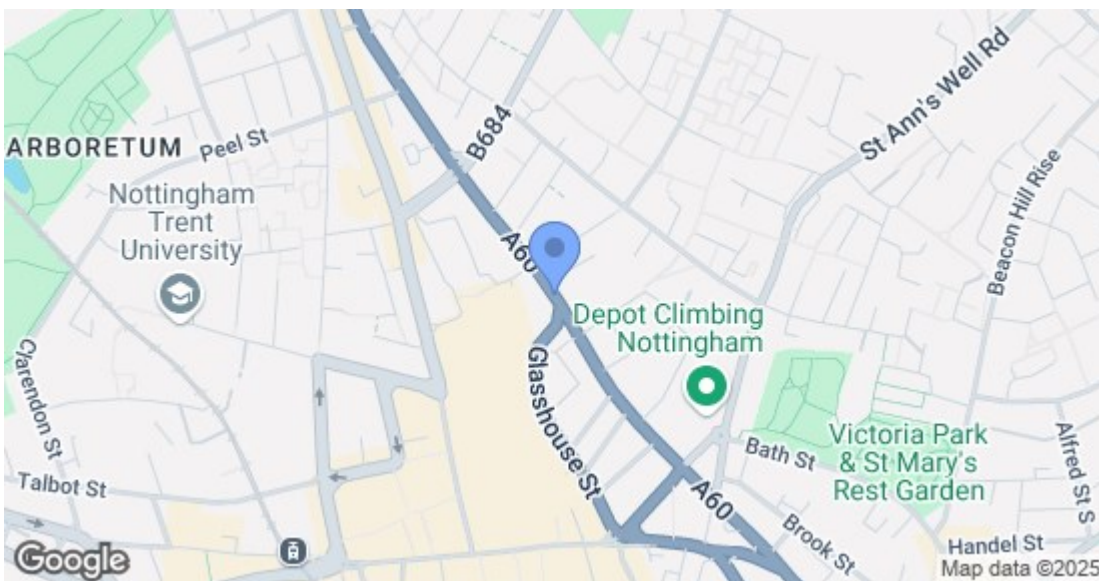 St Ann's Well Rd
ARBORETUM
Peel St
B684
Beacon Hill Rise
Nottingham
Trent
University
A60
Depot Climbing
Nottingham
Clarendon St
Glasshouse St
Victoria Park
& St Mary's
Rest Garden
Bath St
Alfred St S
Talbot St
A60
Brook St
Handel St
Google
Map data ©2025